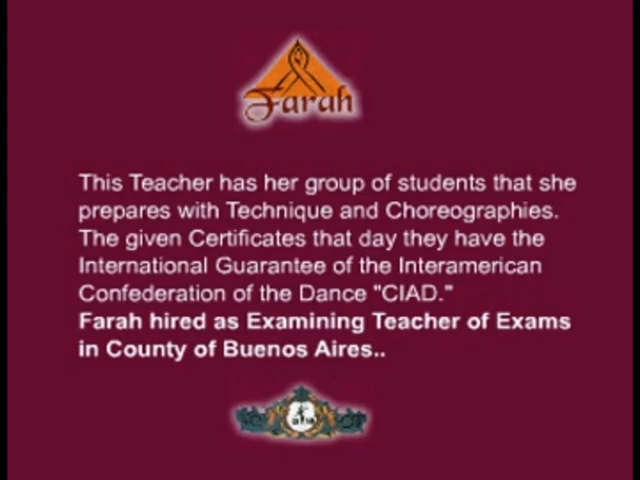 Farah
This Teacher has her group of students that she
prepares with Technique and Choreographies.
The given Certificates that day they have the
International Guarantee of the Interamerican
Confederation of the Dance "CIAD."
Farah hired as Examining Teacher of Exams
in County of Buenos Aires..